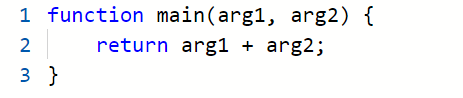 1 function main(arg1, arg2) {
2     return arg1 + arg2;
3 }